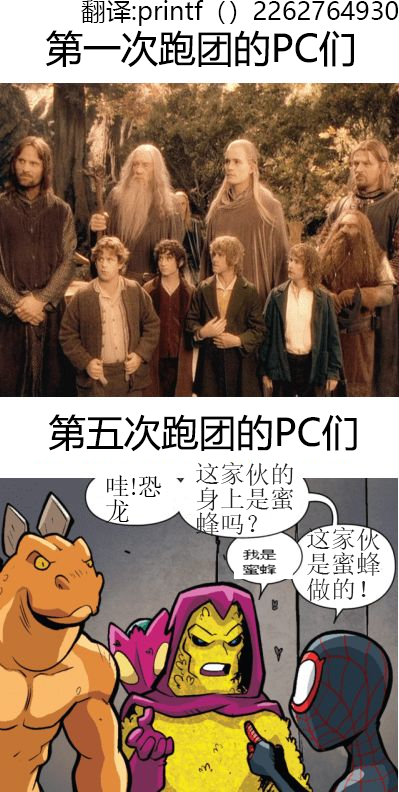 翻译:printf（）2262764930
第一次跑团的PC们
第五次跑团的PC们
哇!恐
龙
这家伙的
身上是蜜
蜂吗?
我是
蜜蜂
这家伙
是蜜蜂
做的!